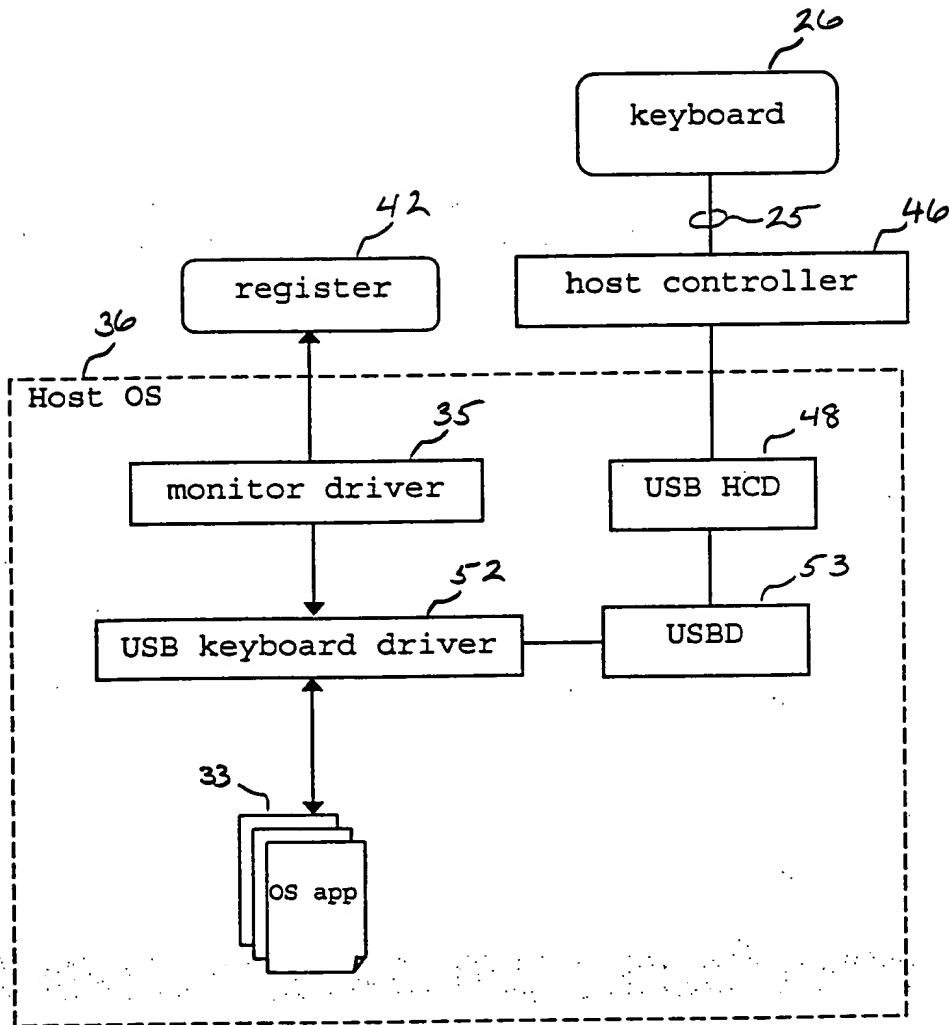 26
keyboard
25
42
46
register
host controller
36
Host OS
35
48
monitor driver
USB HCD
52
53
USB keyboard driver
USBD
33
OS app